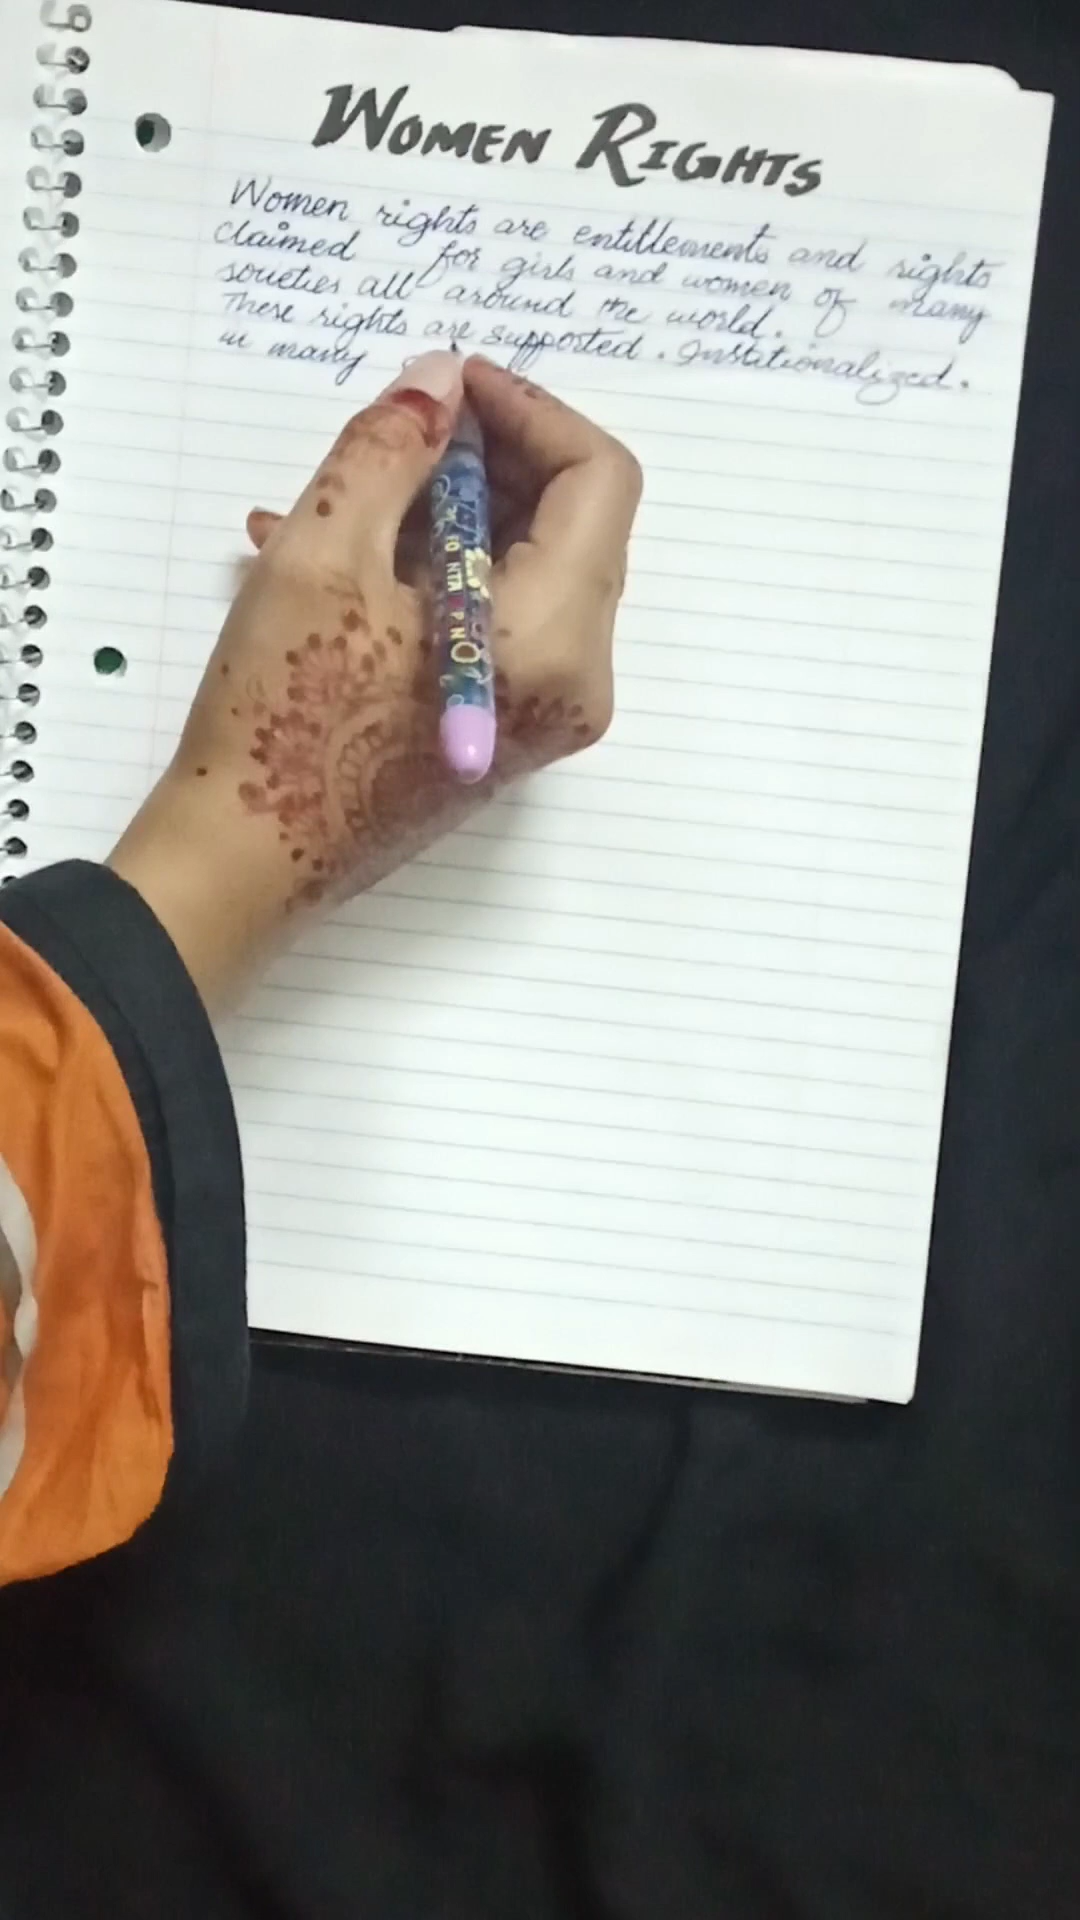 WOMEN RIGHTS
Women rights are entitlements and rights
claimed for girls and women of many
societies all around the world.
These rights are supported. Institionalized.
in many